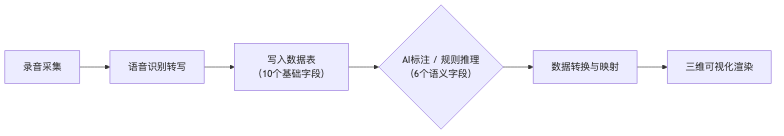 录音采集
语音识别转写
写入数据表
（10个基础字段）
AI标注 / 规则推理
（6个语义字段）
数据转换与映射
三维可视化渲染